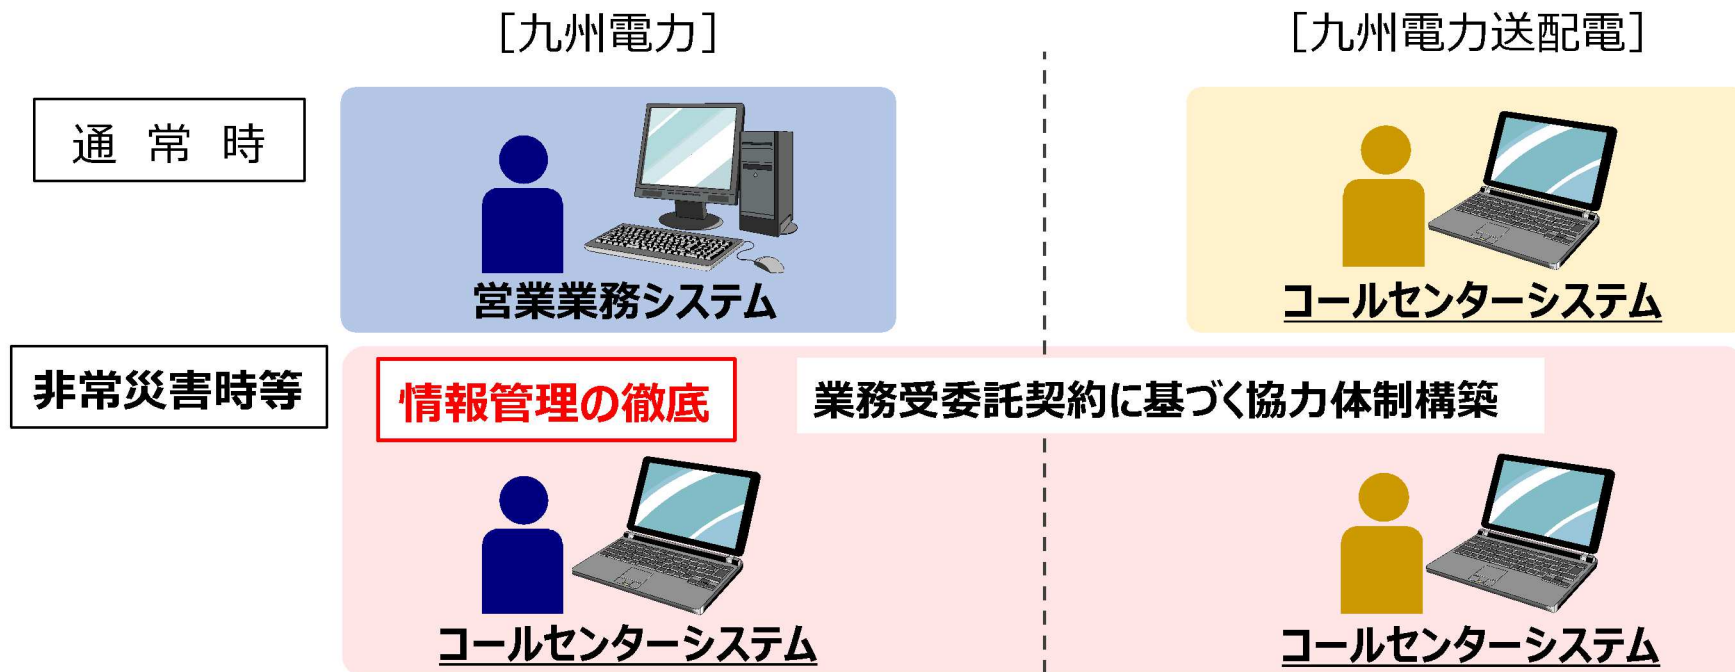 ［九州電力］
［九州電力送配電］
通常時
営業業務システム
コールセンターシステム
非常災害時等
情報管理の徹底
業務受委託契約に基づく協力体制構築
コールセンターシステム
コールセンターシステム